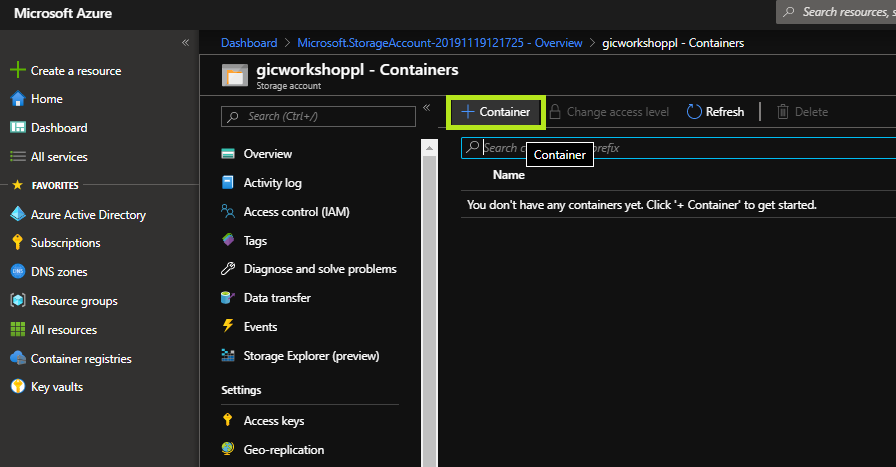 Microsoft Azure
Search resources, s
Create a resource
Home
Dashboard
All services
FAVORITES
Azure Active Directory
Subscriptions
DNS
DNS zones
Resource groups
All resources
Container registries
Key vaults
Dashboard > Microsoft.StorageAccount-20191119121725 - Overview > gicworkshoppl - Containers
gicworkshoppl - Containers
Storage account
Search (Ctrl+/)
Overview
Activity log
Access control (IAM)
Tags
Diagnose and solve problems
Data transfer
Events
Storage Explorer (preview)
Settings
Access keys
Geo-replication
+ Container
Change access level
Refresh
Delete
Search c
refix
Container
Name
You don't have any containers yet. Click '+ Container' to get started.